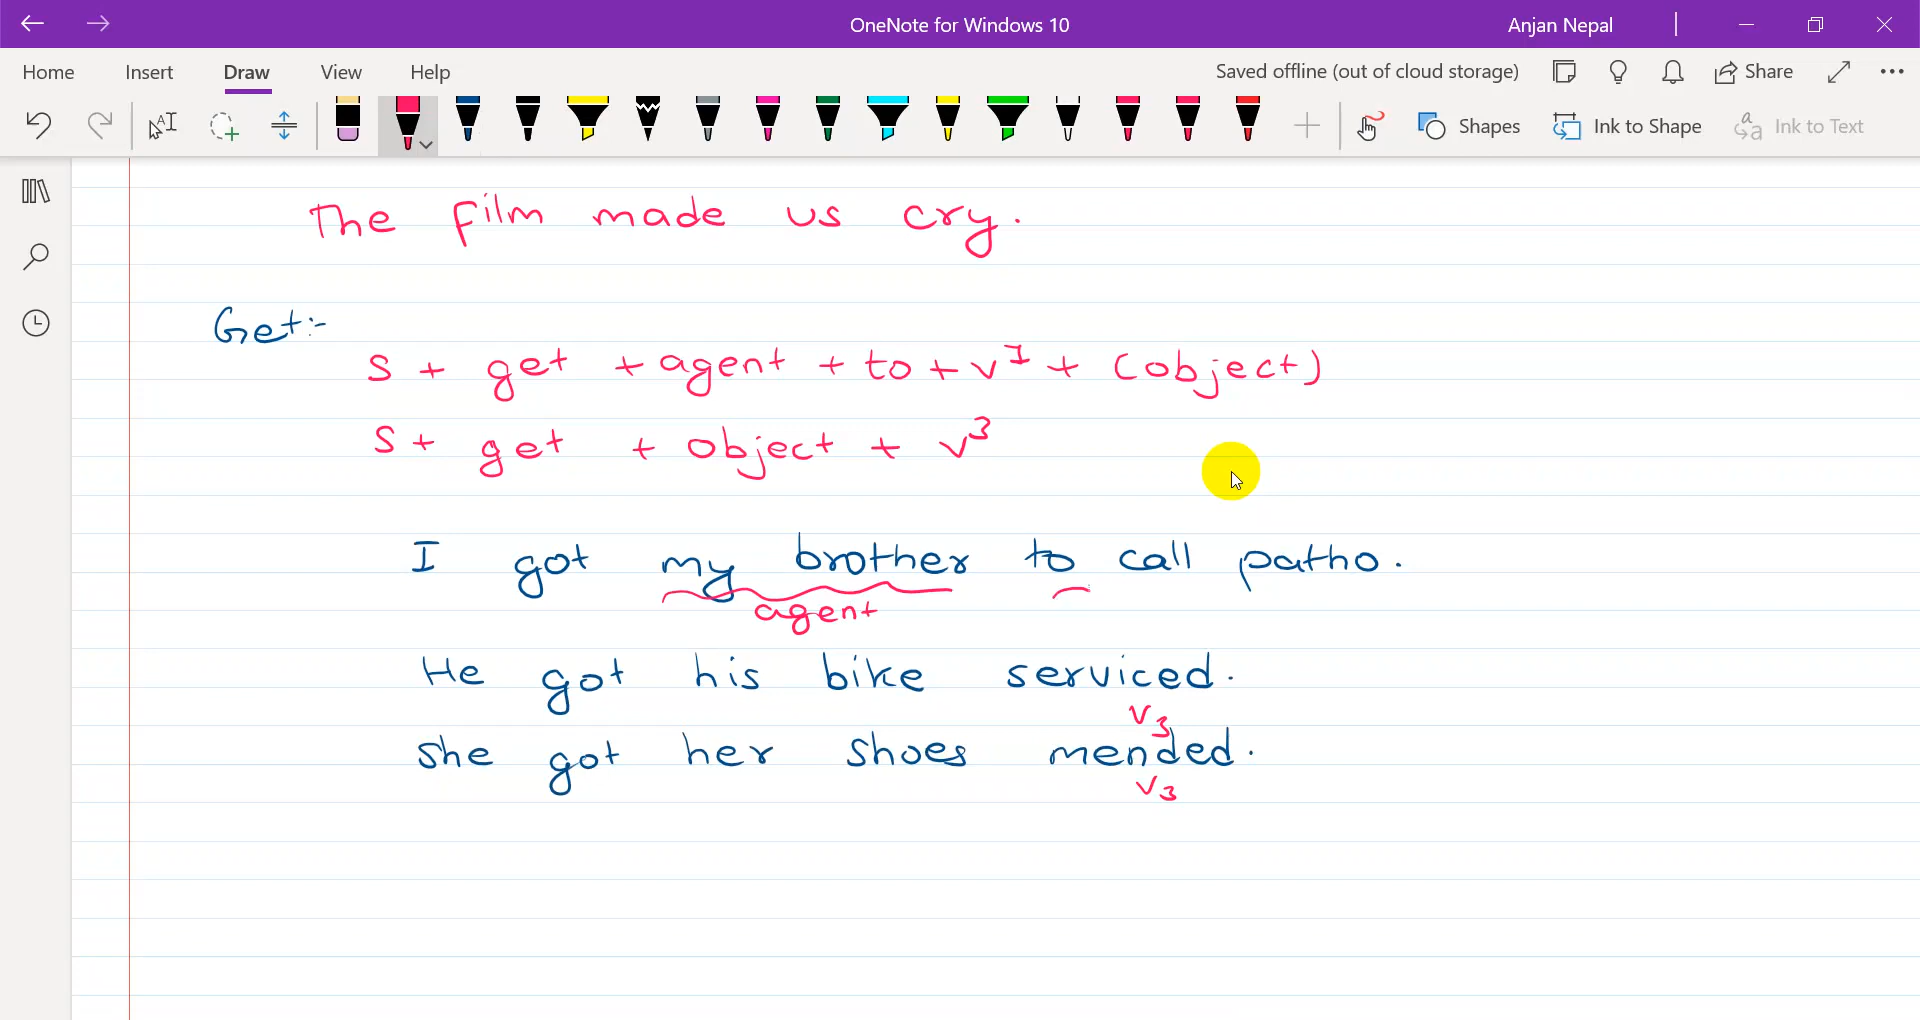 OneNote for Windows 10
Anjan Nepal
Home Insert Draw View Help
Saved offline (out of cloud storage) Share
Shapes Ink to Shape Ink to Text
The film made us cry.
Get:-
S + get + agent + to + v1 + (object)
S + get + object + v3
I got my brother to call patho.
agent
He got his bike serviced.
v3
She got her shoes mended.
v3